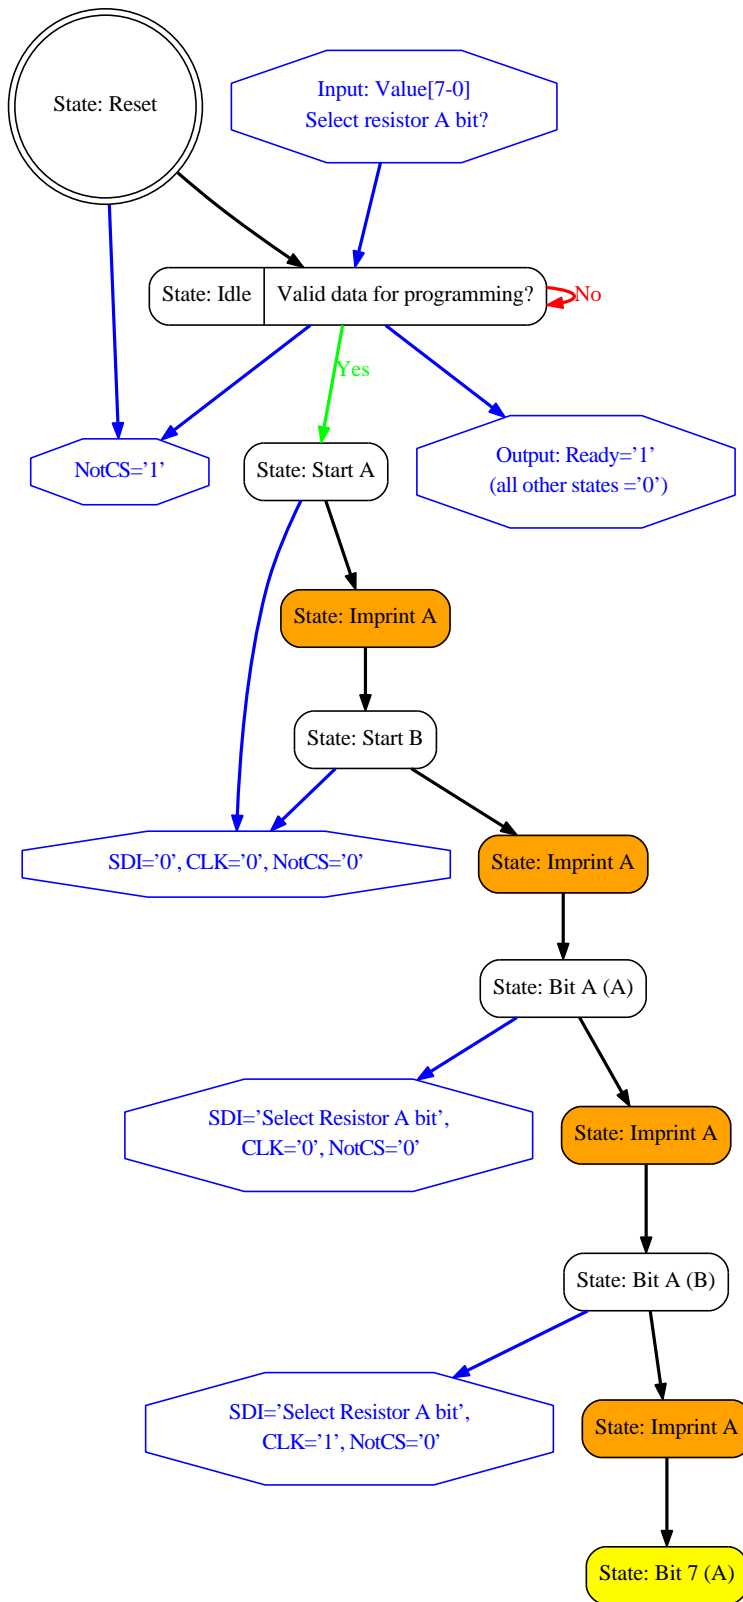 State: Reset
Input: Value[7-0]
Select resistor A bit?
State: Idle
Valid data for programming?
No
Yes
NotCS=’1’
State: Start A
Output: Ready=’1’
(all other states =’0’)
State: Imprint A
State: Start B
SDI=’0’, CLK=’0’, NotCS=’0’
State: Imprint A
State: Bit A (A)
SDI=’Select Resistor A bit’,
CLK=’0’, NotCS=’0’
State: Imprint A
State: Bit A (B)
SDI=’Select Resistor A bit’,
CLK=’1’, NotCS=’0’
State: Imprint A
State: Bit 7 (A)